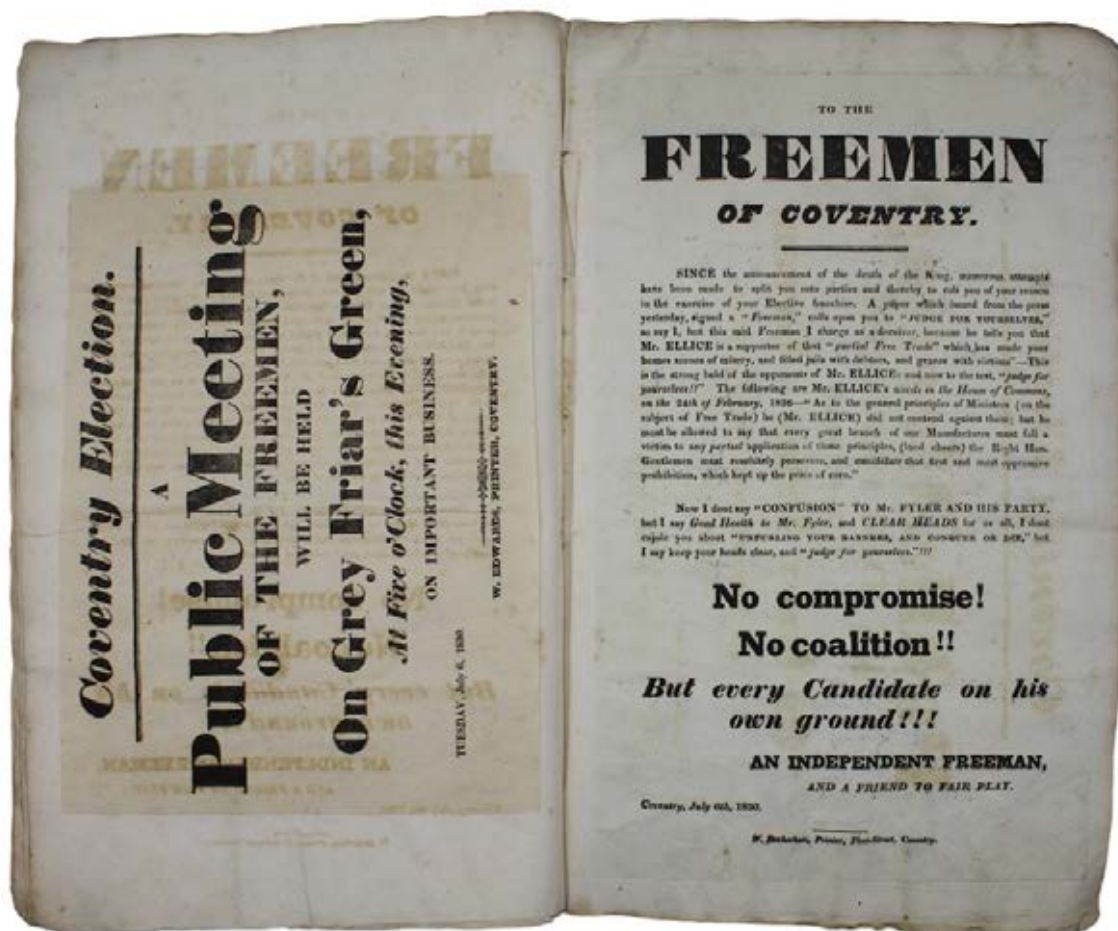 Coventry Election.
A
Public Meeting
OF THE FREEMEN,
WILL BE HELD
On Grey Friar's Green,
At Five o'Clock, this Evening,
ON IMPORTANT BUSINESS.
TUESDAY, July 6, 1830.
W. EDWARDS, PRINTER, COVENTRY.
TO THE
FREEMEN
OF COVENTRY.
SINCE the announcement of the death of the King, numerous attempts
have been made to split you into parties and thereby to rob you of your reason
in the exercise of your Elective franchise. A paper which issued from the press
yesterday, signed a "Freeman," calls upon you to "JUDGE FOR YOURSELVES,"
so say I, but this said Freeman I charge as a deceiver, because he tells you that
Mr. ELLICE is a supporter of that "partial Free Trade" which has made your
homes scenes of misery, and filled jails with debtors, and graves with victims"—This
is the strong hold of the opponents of Mr. ELLICE: and now to the test, "judge for
yourselves!!" The following are Mr. ELLICE's words in the House of Commons,
on the 24th of February, 1826—"As to the general principles of Ministers (on the
subject of Free Trade) he (Mr. ELLICE) did not contend against them; but he
must be allowed to say that every great branch of our Manufactures must fall a
victim to any partial application of those principles, (loud cheers) the Right Hon.
Gentlemen must resolutely persevere, and annihilate that first and most oppressive
prohibition, which kept up the price of corn."
Now I dont say "CONFUSION" TO Mr. FYLER AND HIS PARTY,
but I say Good Health to Mr. Fyler, and CLEAR HEADS for us all, I dont
cajole you about "UNFURLING YOUR BANNERS, AND CONQUER OR DIE," but
I say keep your heads clear, and "judge for yourselves."!!!
No compromise!
No coalition!!
But every Candidate on his
own ground!!!
AN INDEPENDENT FREEMAN,
AND A FRIEND TO FAIR PLAY.
Coventry, July 6th, 1830.
Printer, Coventry.